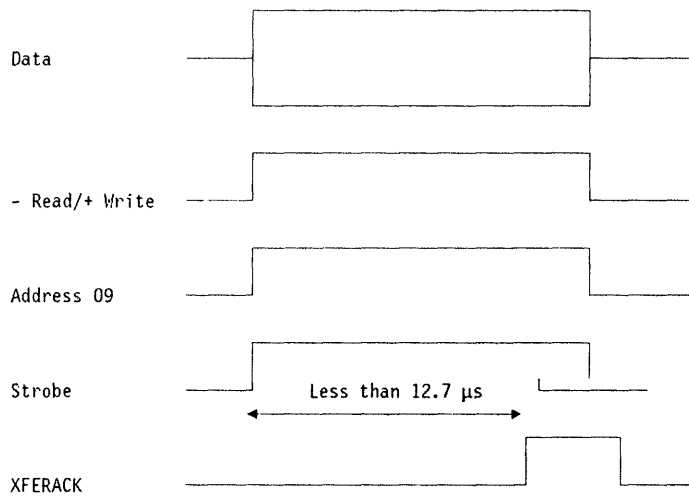 Data
- Read/+ Write
Address 09
Strobe
Less than 12.7 µs
XFERACK